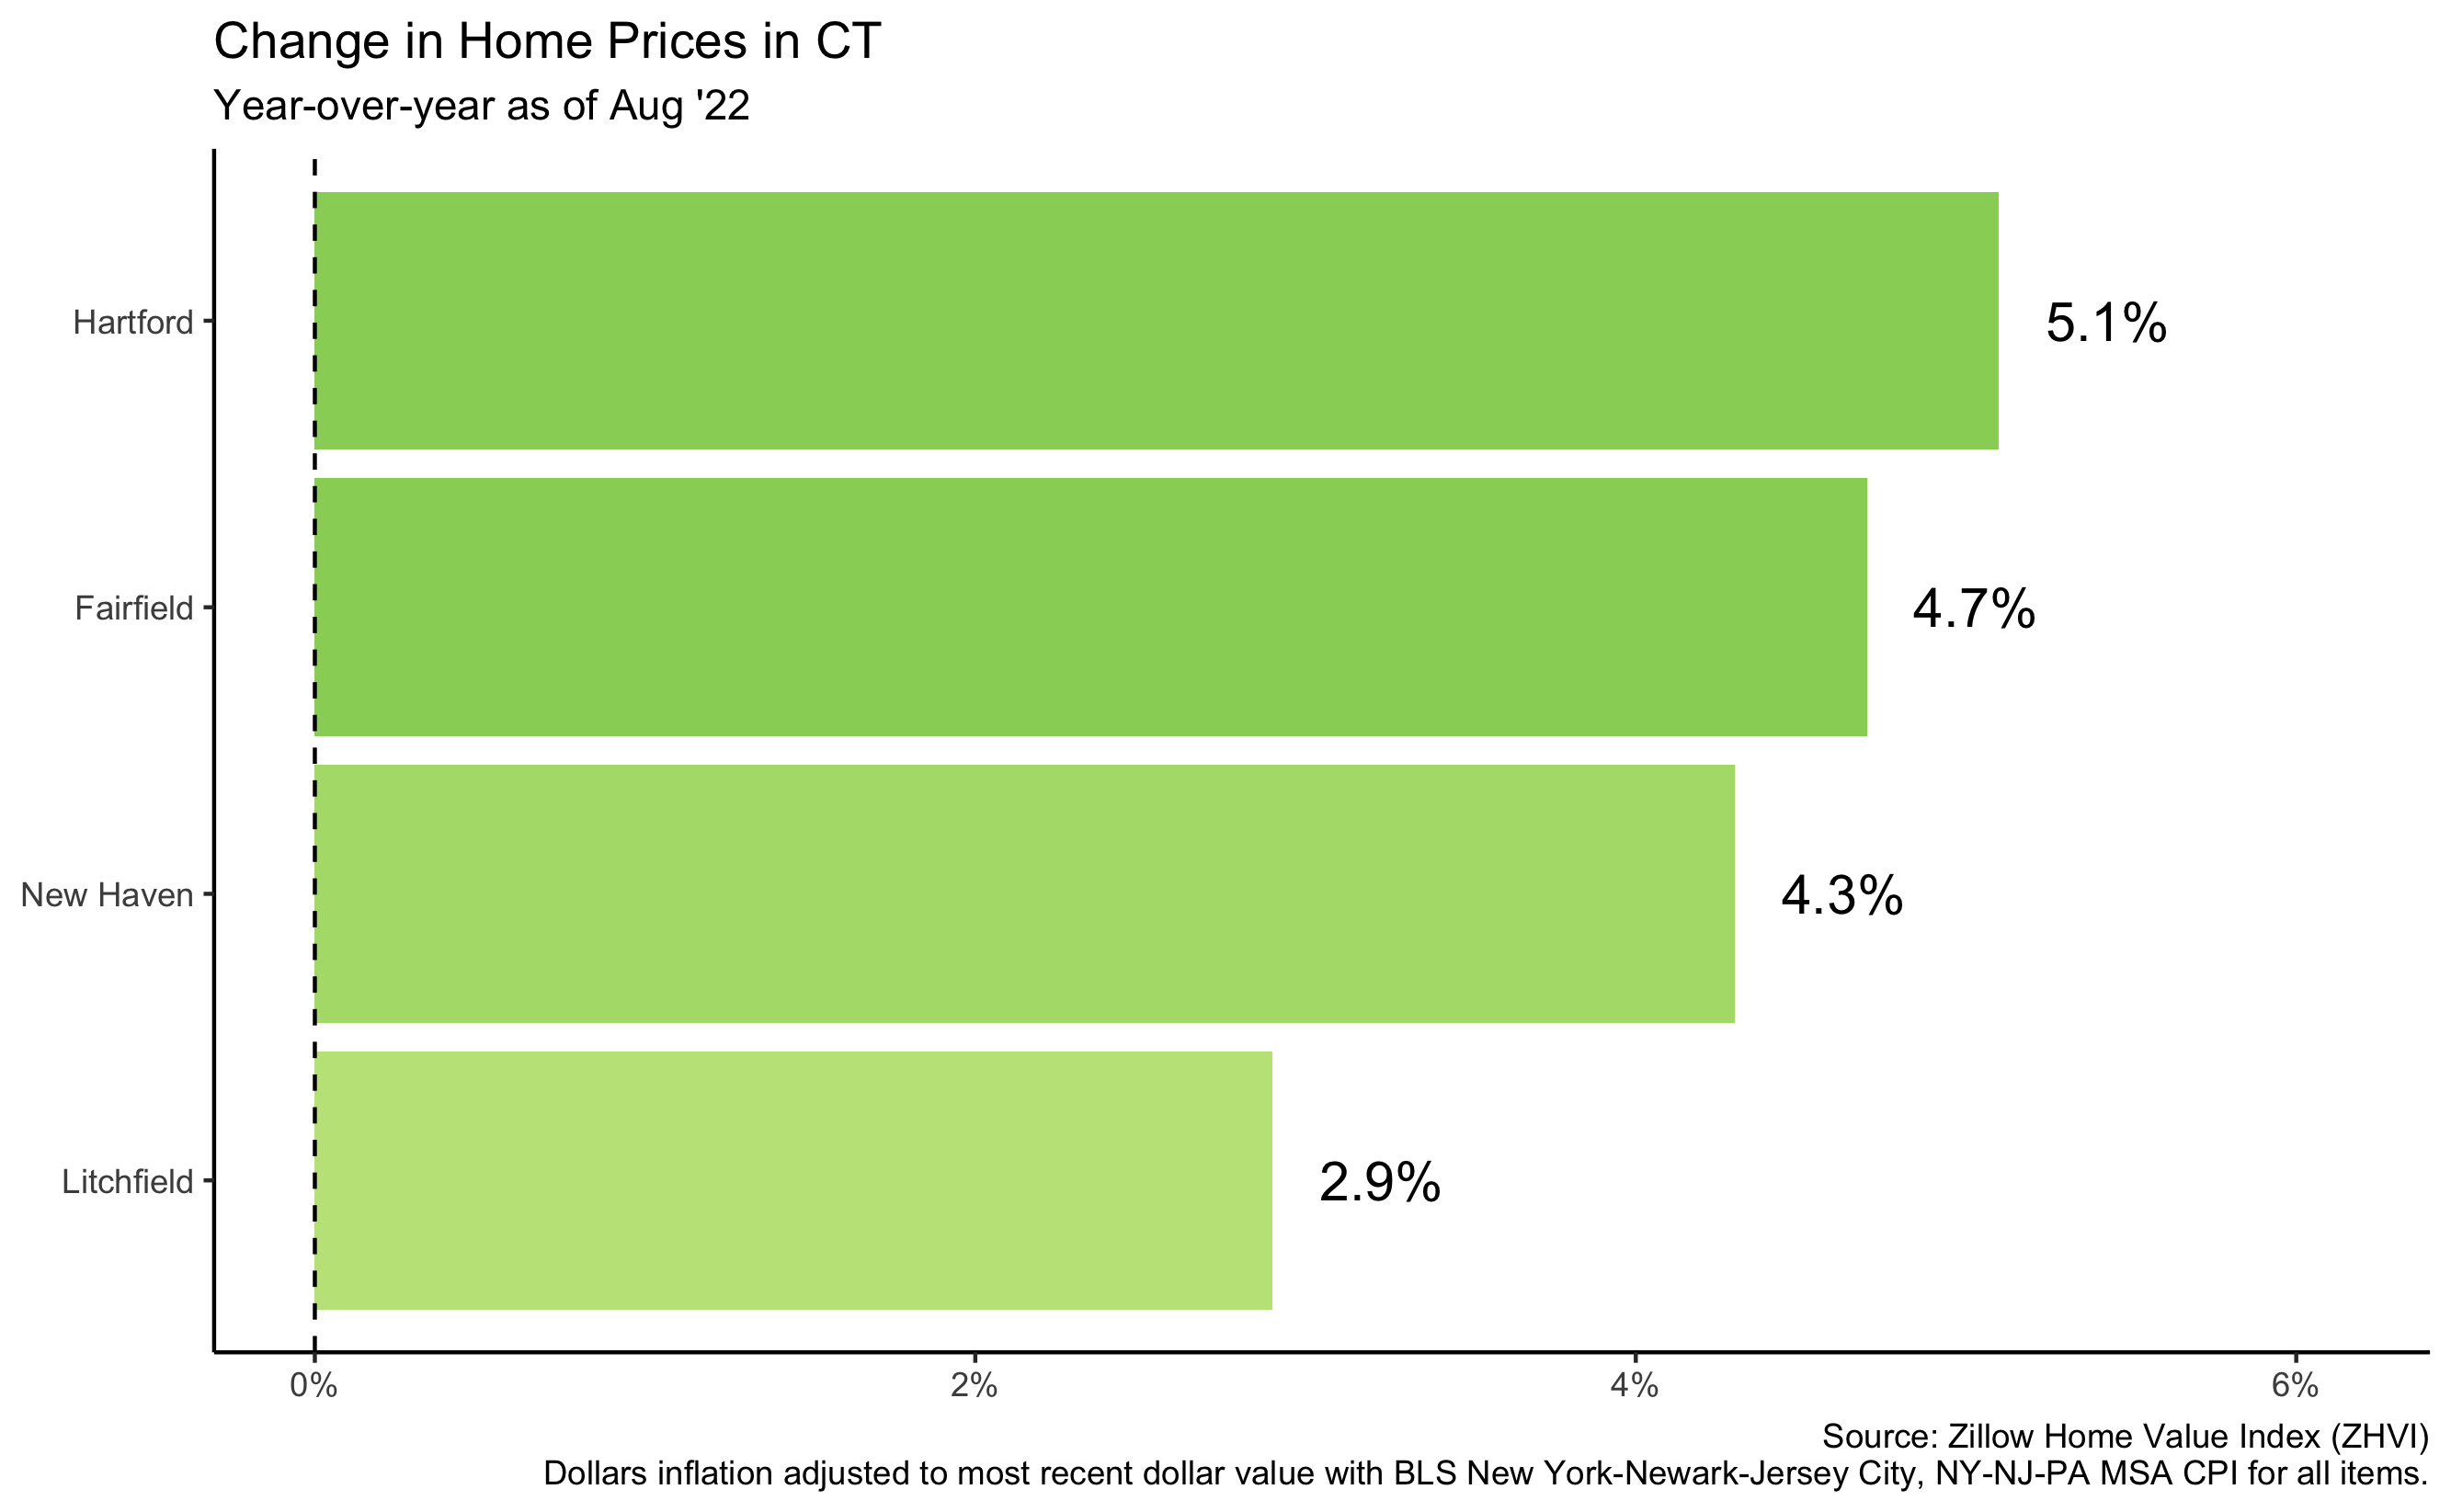 Change in Home Prices in CT
Year-over-year as of Aug '22
Hartford
5.1%
Fairfield
4.7%
New Haven
4.3%
Litchfield
2.9%
0%
2%
4%
6%
Source: Zillow Home Value Index (ZHVI)
Dollars inflation adjusted to most recent dollar value with BLS New York-Newark-Jersey City, NY-NJ-PA MSA CPI for all items.